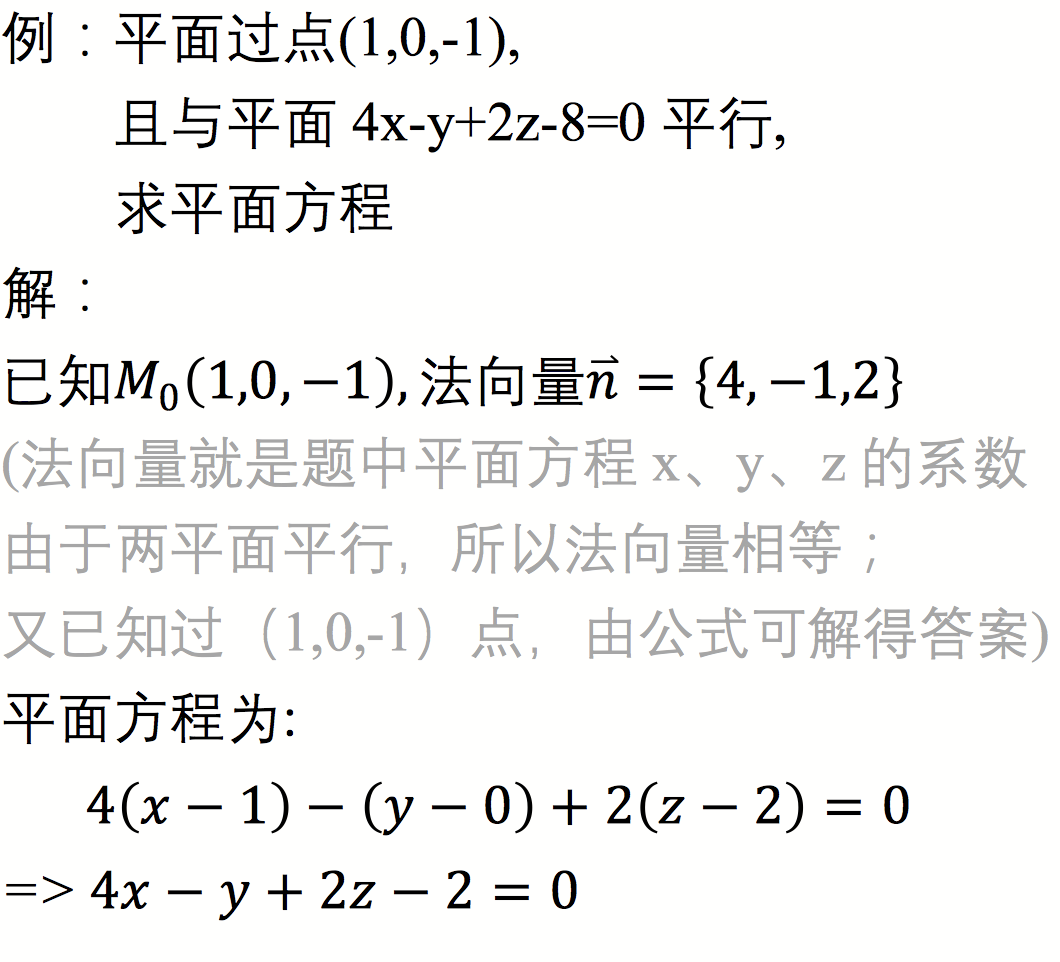 例：平面过点(1,0,-1),
且与平面 4x-y+2z-8=0 平行,
求平面方程
解：
已知M₀(1,0,−1),法向量n⃗ = {4,−1,2}
(法向量就是题中平面方程 x、y、z 的系数
由于两平面平行，所以法向量相等；
又已知过（1,0,-1）点，由公式可解得答案)
平面方程为:
4(x − 1) − (y − 0) + 2(z − 2) = 0
=> 4x − y + 2z − 2 = 0